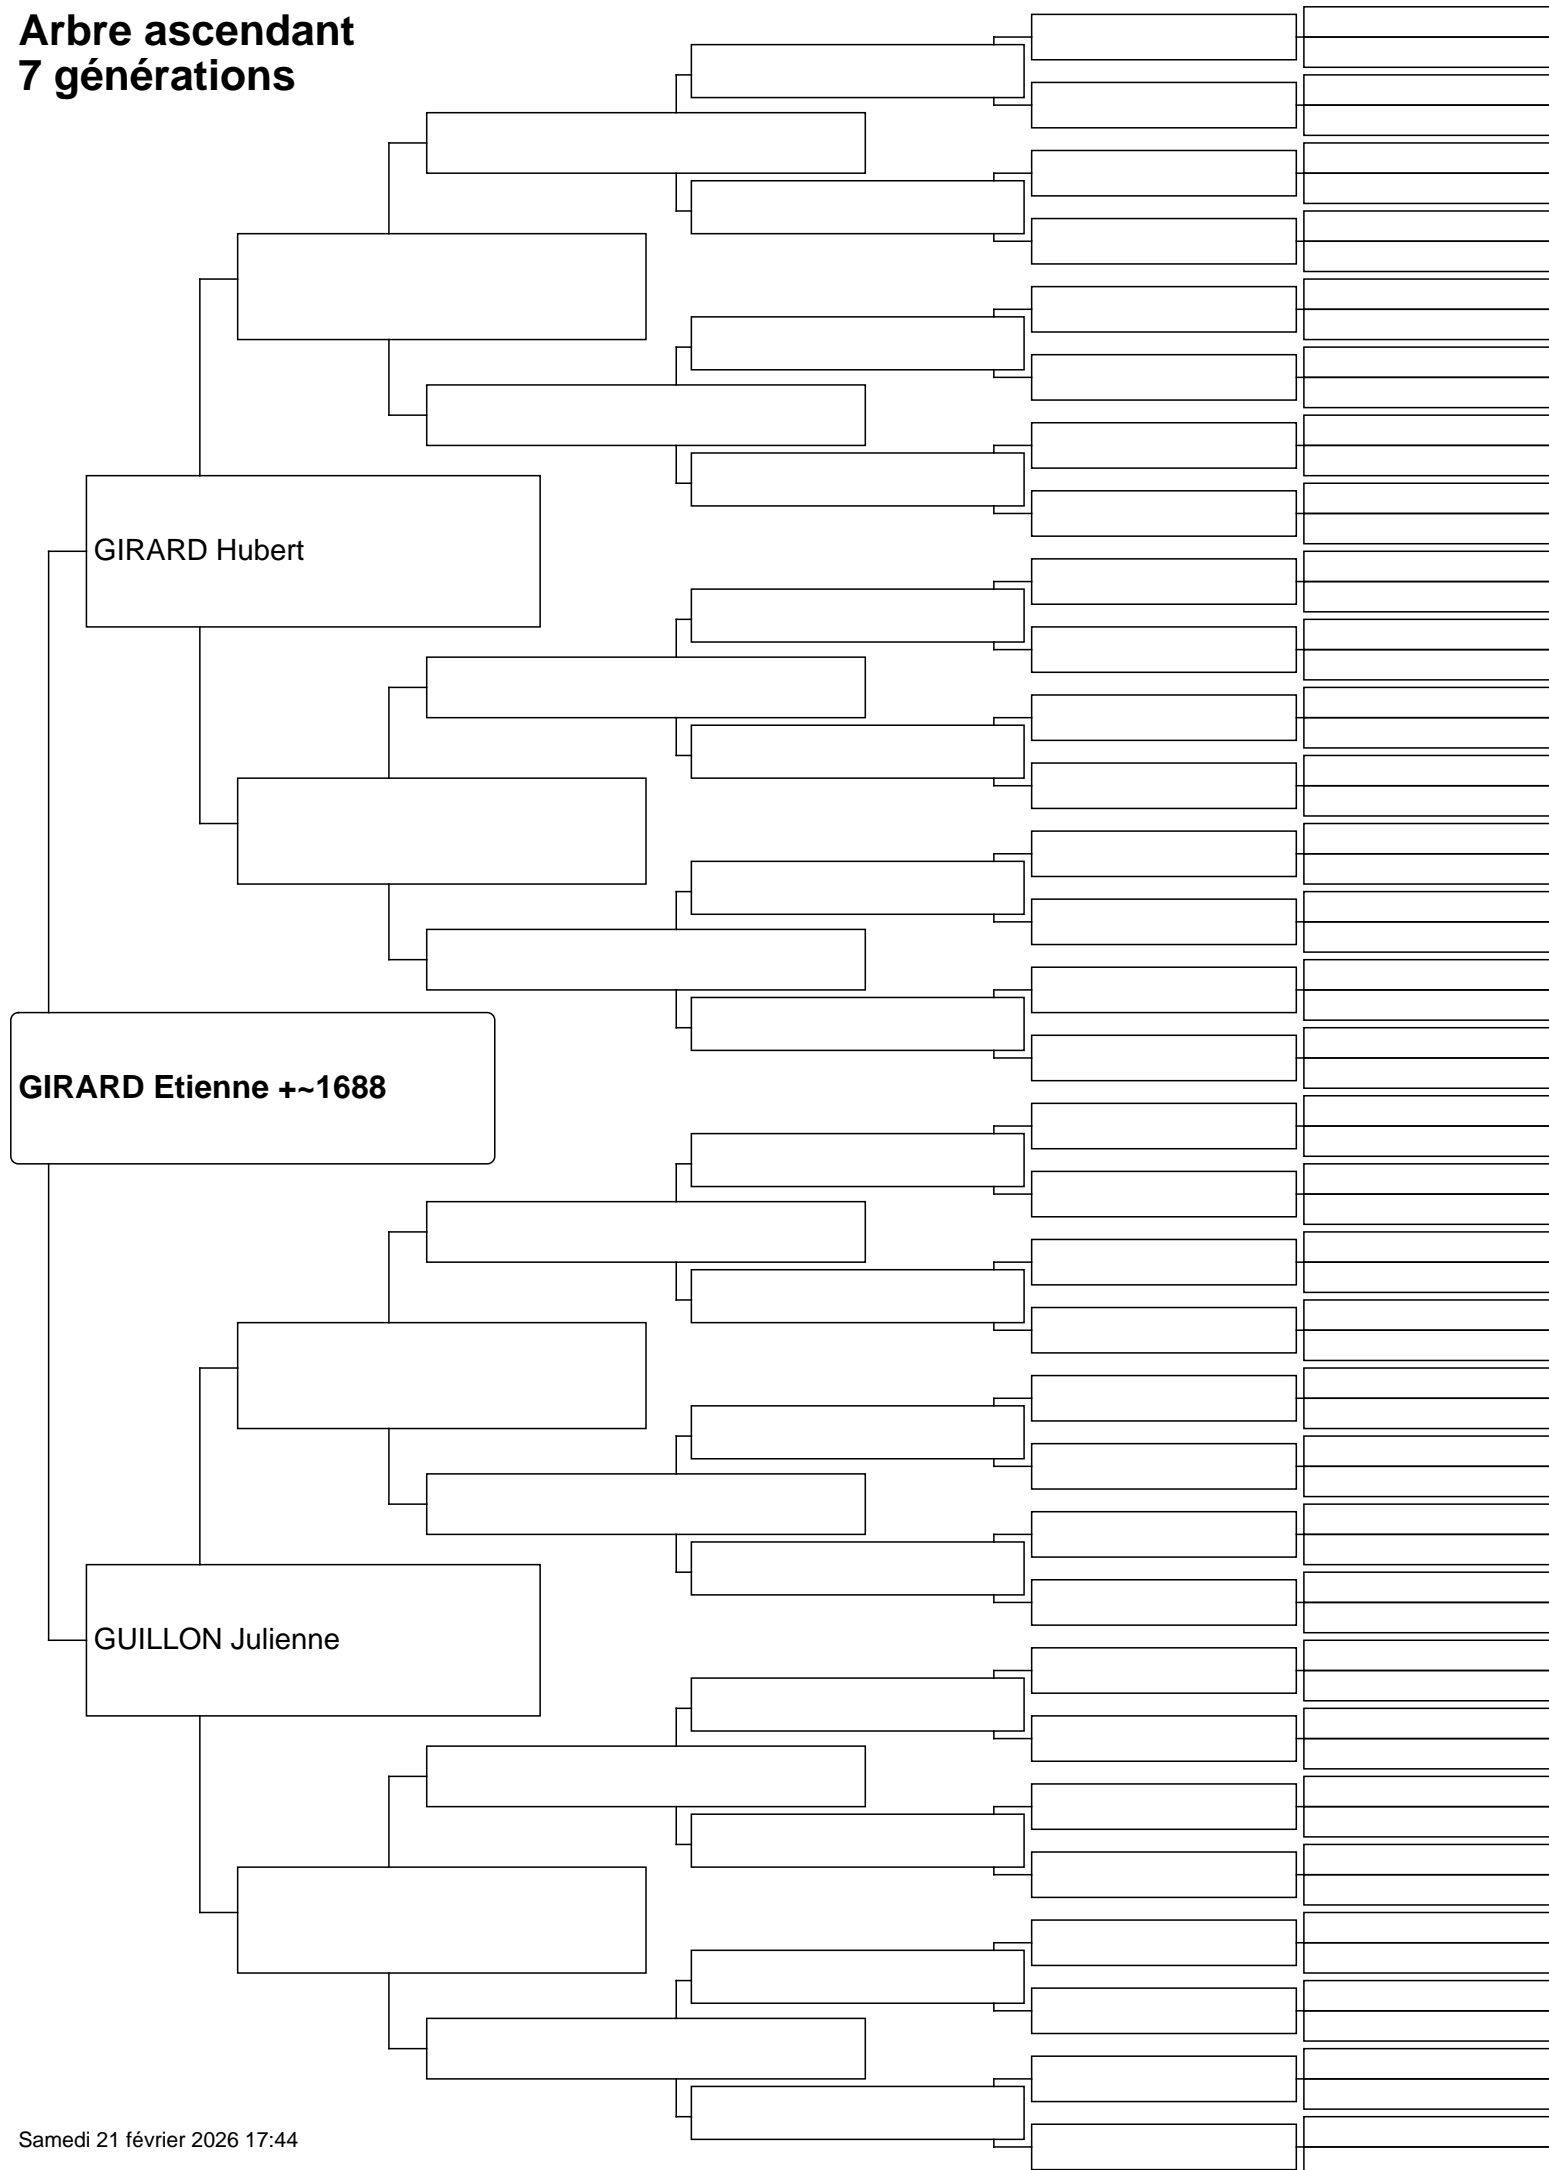 Arbre ascendant
7 générations
GIRARD Hubert
GIRARD Etienne +~1688
GUILLON Julienne
Samedi 21 février 2026 17:44